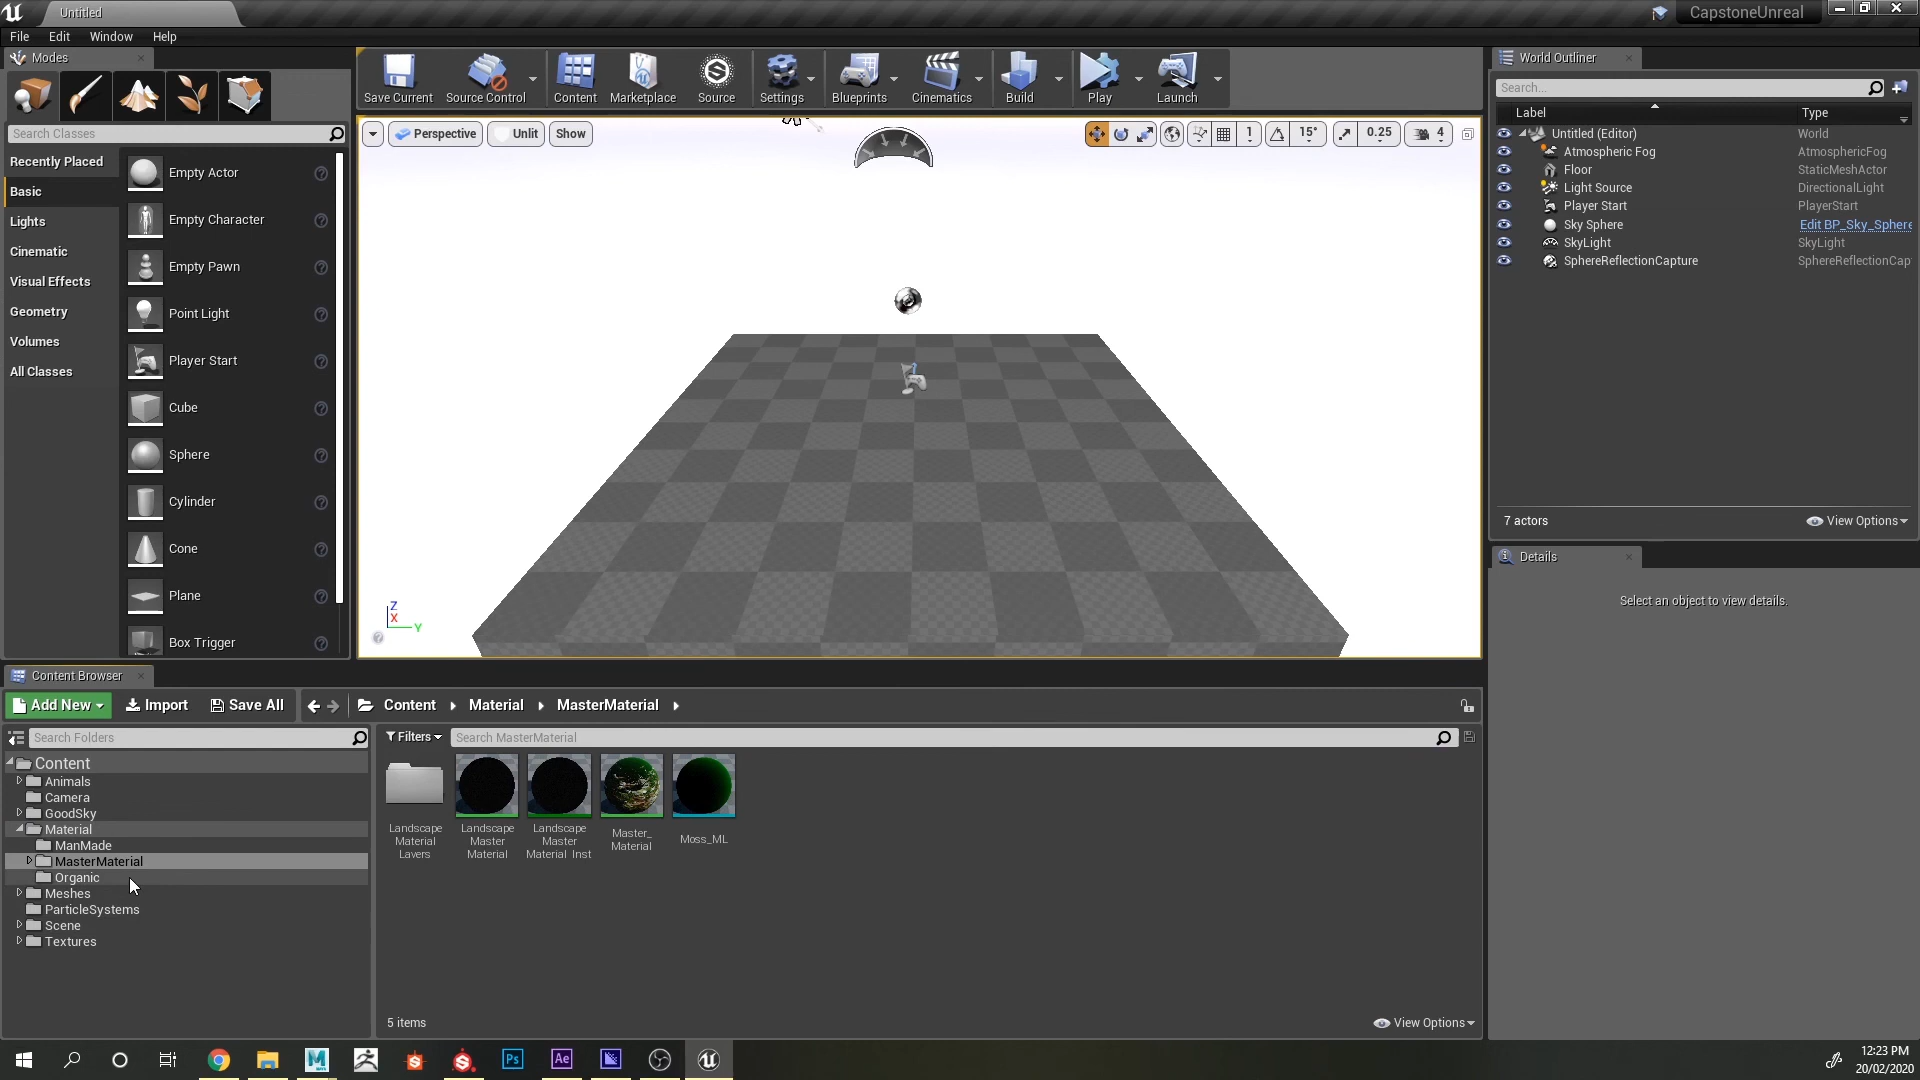 Untitled
CapstoneUnreal
File Edit Window Help
Modes
Search Classes
Recently Placed
Basic
Lights
Cinematic
Visual Effects
Geometry
Volumes
All Classes
Empty Actor
Empty Character
Empty Pawn
Point Light
Player Start
Cube
Sphere
Cylinder
Cone
Plane
Box Trigger
Save Current Source Control Content Marketplace Source Settings Blueprints Cinematics Build Play Launch
Perspective Unlit Show 1 15° 0.25 4
Z
X
Y
World Outliner
Search...
Label Type
Untitled (Editor) World
Atmospheric Fog AtmosphericFog
Floor StaticMeshActor
Light Source DirectionalLight
Player Start PlayerStart
Sky Sphere Edit BP_Sky_Sphere
SkyLight SkyLight
SphereReflectionCapture SphereReflectionCap
7 actors View Options
Details
Select an object to view details.
Content Browser
Add New Import Save All Content Material MasterMaterial
Search Folders
Content
Animals
Camera
GoodSky
Material
ManMade
MasterMaterial
Organic
Meshes
ParticleSystems
Scene
Textures
Filters Search MasterMaterial
Landscape
Material
Layers
Landscape
Master
Material
Landscape
Master
Material_Inst
Master_
Material
Moss_ML
5 items View Options
Ps Ae
12:23 PM
20/02/2020